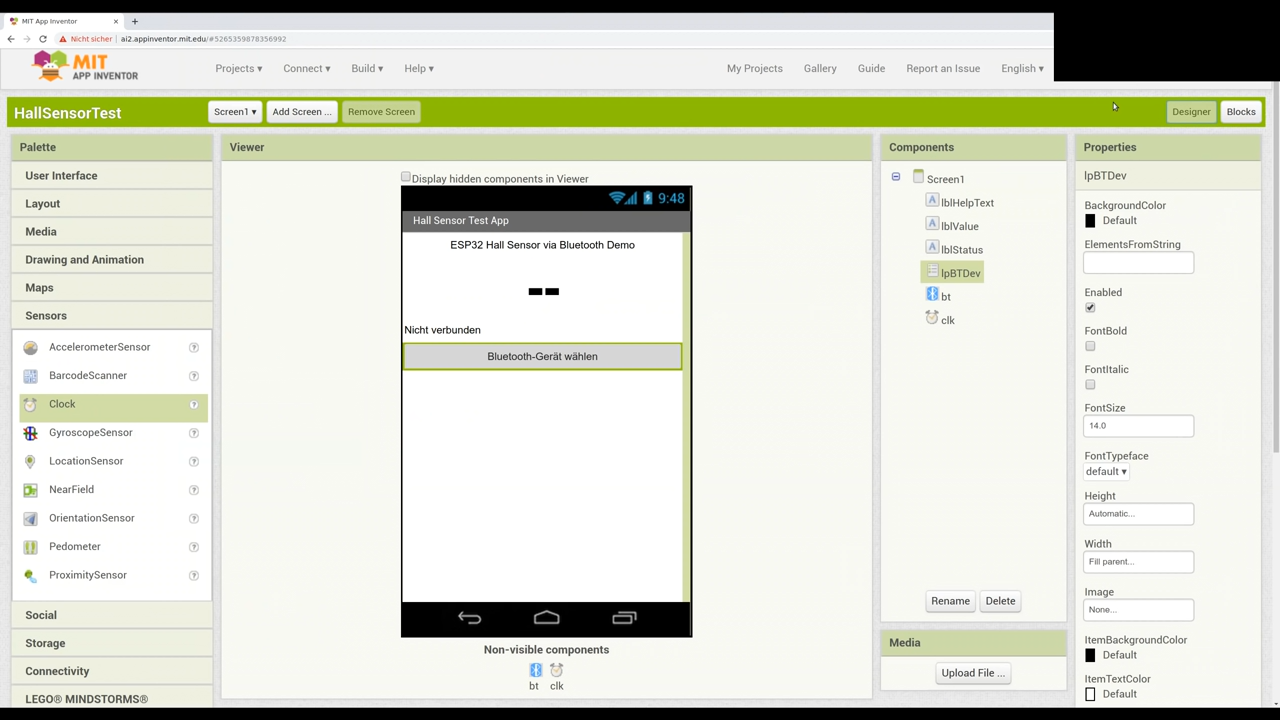 MIT App Inventor
Nicht sicher
ai2.appinventor.mit.edu/#5265359878356992
MIT
APP INVENTOR
Projects ▾
Connect ▾
Build ▾
Help ▾
My Projects
Gallery
Guide
Report an Issue
English ▾
HallSensorTest
Screen1 ▾
Add Screen ...
Remove Screen
Designer
Blocks
Palette
User Interface
Layout
Media
Drawing and Animation
Maps
Sensors
AccelerometerSensor ?
BarcodeScanner ?
Clock ?
GyroscopeSensor ?
LocationSensor ?
NearField ?
OrientationSensor ?
Pedometer ?
ProximitySensor ?
Social
Storage
Connectivity
LEGO® MINDSTORMS®
Viewer
Display hidden components in Viewer
9:48
Hall Sensor Test App
ESP32 Hall Sensor via Bluetooth Demo
--
Nicht verbunden
Bluetooth-Gerät wählen
Non-visible components
bt
clk
Components
Screen1
lblHelpText
lblValue
lblStatus
lpBTDev
bt
clk
Rename
Delete
Media
Upload File ...
Properties
lpBTDev
BackgroundColor
Default
ElementsFromString
Enabled
FontBold
FontItalic
FontSize
14.0
FontTypeface
default ▾
Height
Automatic...
Width
Fill parent...
Image
None...
ItemBackgroundColor
Default
ItemTextColor
Default